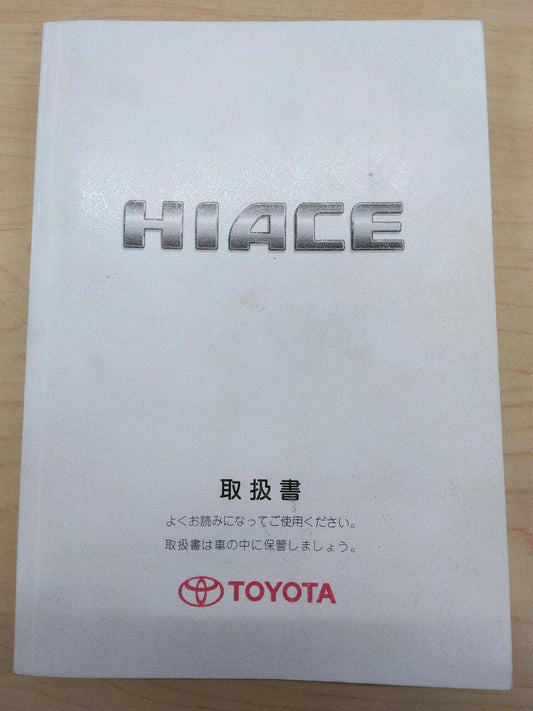 HIACE
取扱書
よくお読みになってご使用ください。
取扱書は車の中に保管しましょう。
TOYOTA